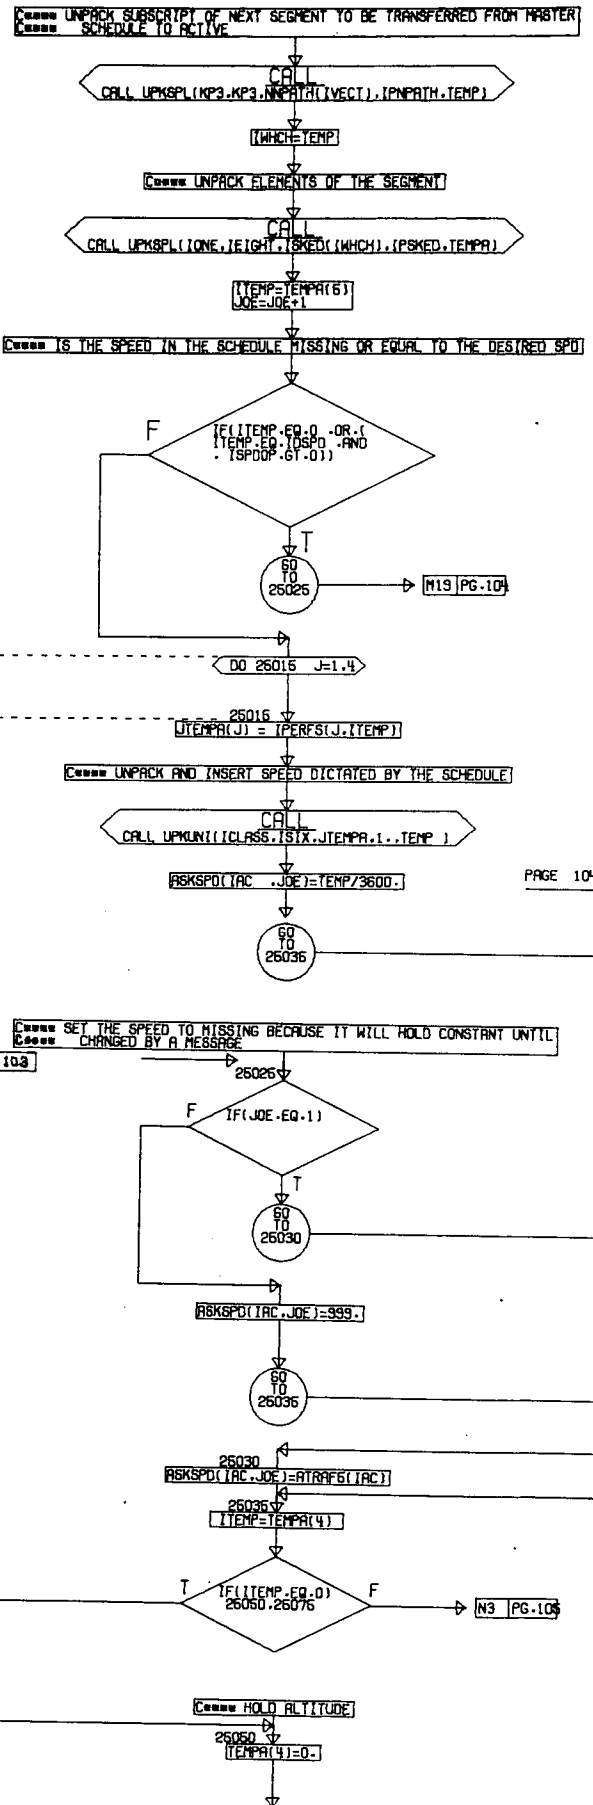 C**** UNPACK SUBSCRIPT OF NEXT SEGMENT TO BE TRANSFERRED FROM MASTER
C**** SCHEDULE TO ACTIVE
CALL
CALL UPKSPL(KP3,KP3,NNPATH(IVECT),IPNPATH,TEMP)
IWHCH=TEMP
C**** UNPACK ELEMENTS OF THE SEGMENT
CALL
CALL UPKSPL(IONE,IEIGHT,ISKED(IWHCH),IPSKED,TEMPA)
ITEMP=TEMPA(6)
JOE=JOE+1
C**** IS THE SPEED IN THE SCHEDULE MISSING OR EQUAL TO THE DESIRED SPD
F
IF(ITEMP.EQ.0 .OR.(
ITEMP.EQ.IDSPD .AND
. ISPDOP.GT.0))
T
GO
TO
25025
M19 PG.104
DO 25015 J=1,4
25015
JTEMPA(J) = IPERFS(J,ITEMP)
C**** UNPACK AND INSERT SPEED DICTATED BY THE SCHEDULE
CALL
CALL UPKUNI(ICLASS,ISIX,JTEMPA,1.,TEMP )
ASKSPD(IAC ,JOE)=TEMP/3600.
PAGE 104
GO
TO
25035
C**** SET THE SPEED TO MISSING BECAUSE IT WILL HOLD CONSTANT UNTIL
C**** CHANGED BY A MESSAGE
103
25025
F
IF(JOE.EQ.1)
T
GO
TO
25030
ASKSPD(IAC,JOE)=999.
GO
TO
25035
25030
ASKSPD(IAC,JOE)=ATRAFG(IAC)
25035
ITEMP=TEMPA(4)
T
IF(ITEMP.EQ.0)
25050,25075
F
N3 PG.105
C**** HOLD ALTITUDE
25050
TEMPA(4)=0.